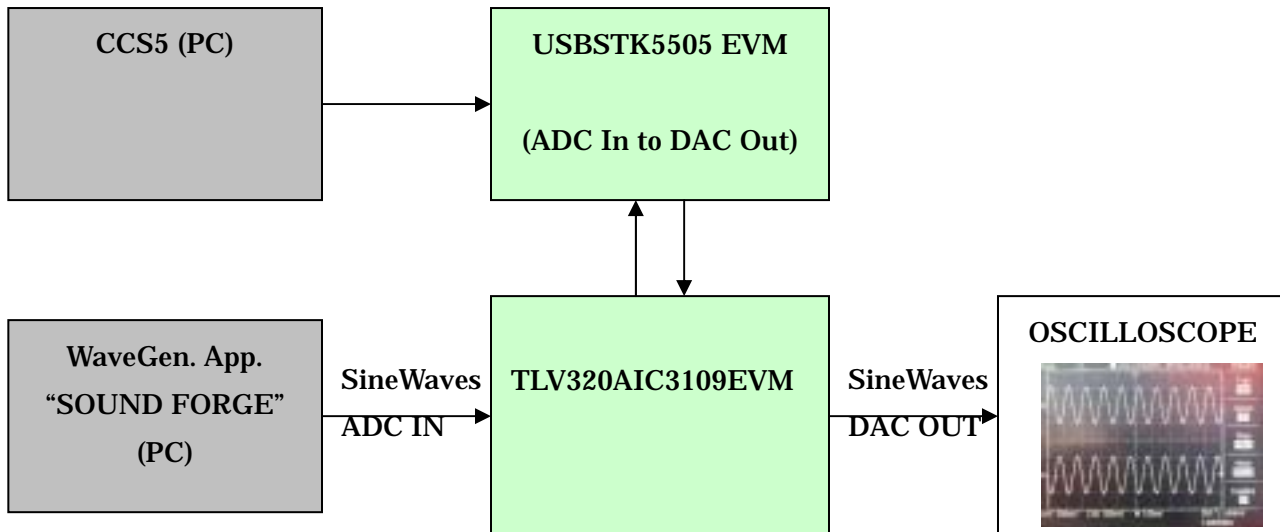 CCS5 (PC)
USBSTK5505 EVM
(ADC In to DAC Out)
WaveGen. App.
“SOUND FORGE”
(PC)
SineWaves
ADC IN
TLV320AIC3109EVM
SineWaves
DAC OUT
OSCILLOSCOPE